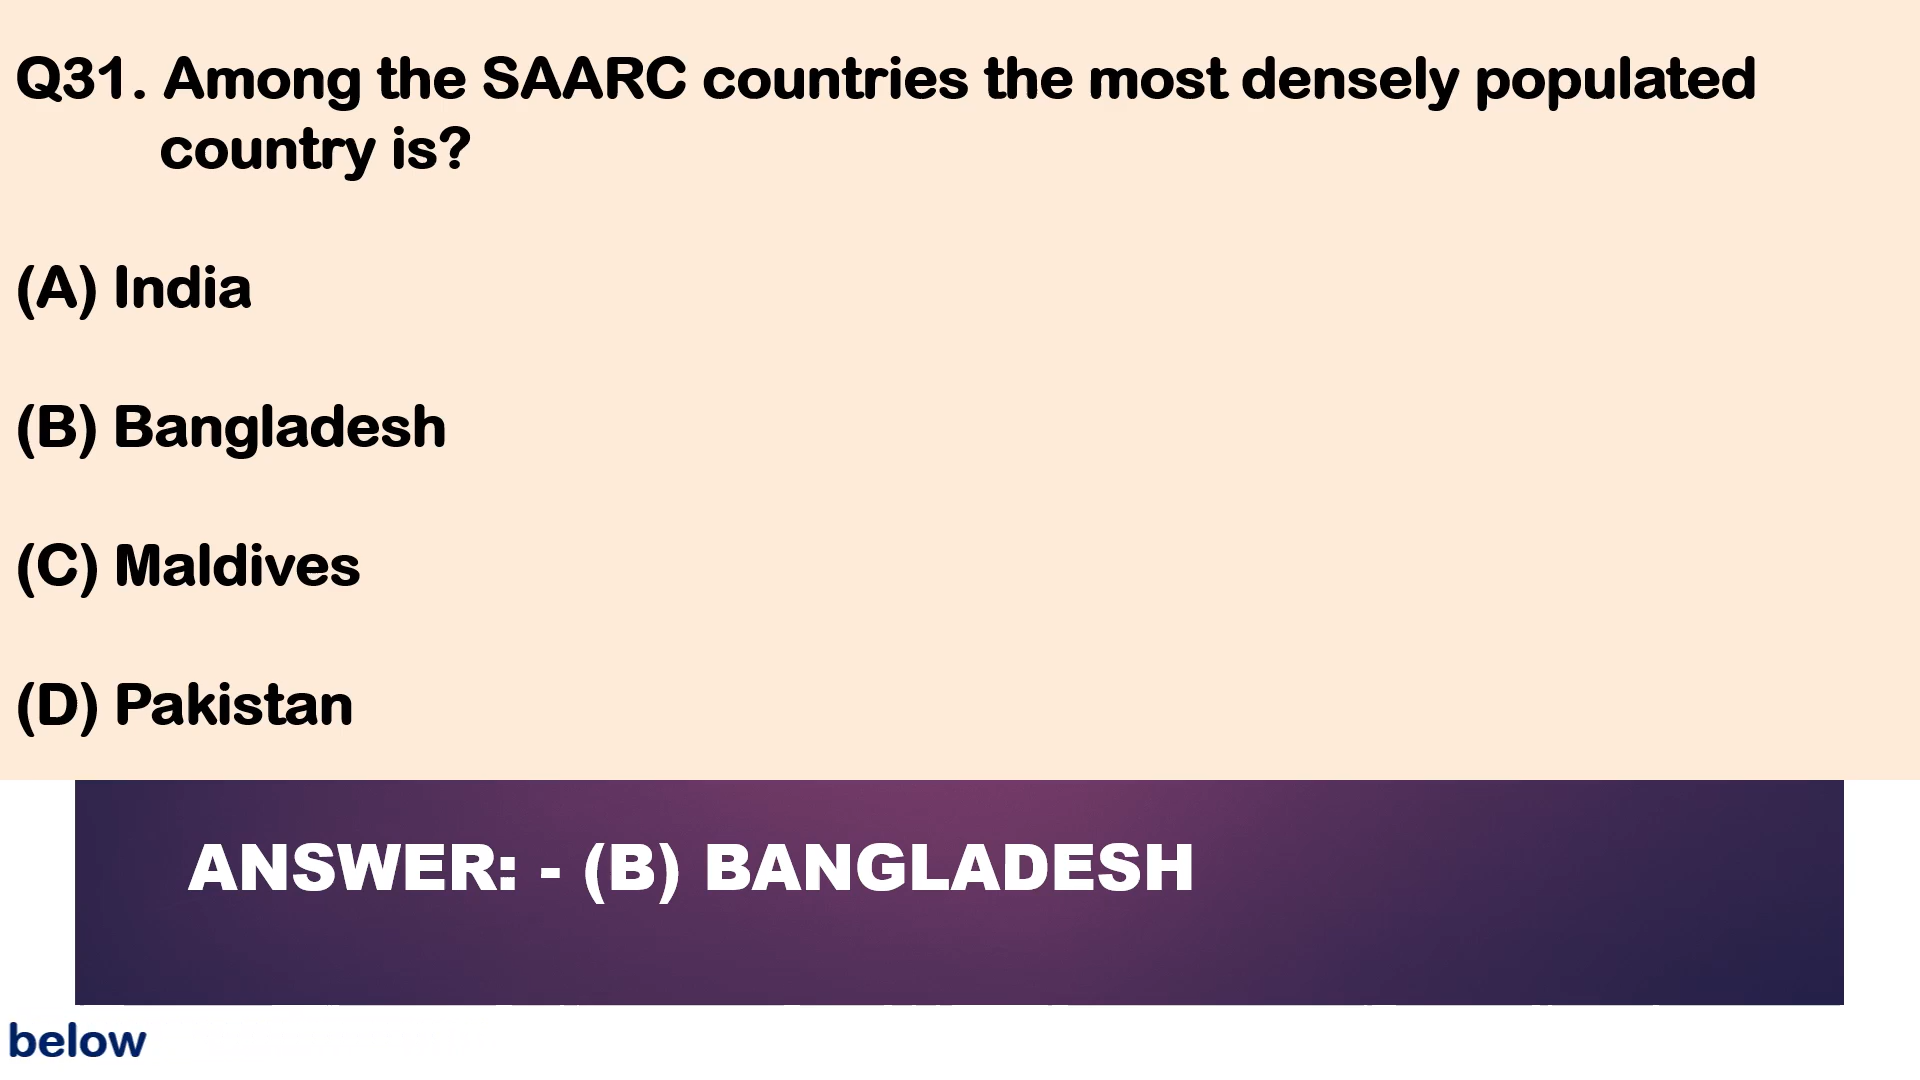 Q31. Among the SAARC countries the most densely populated
country is?
(A) India
(B) Bangladesh
(C) Maldives
(D) Pakistan
ANSWER: - (B) BANGLADESH
below